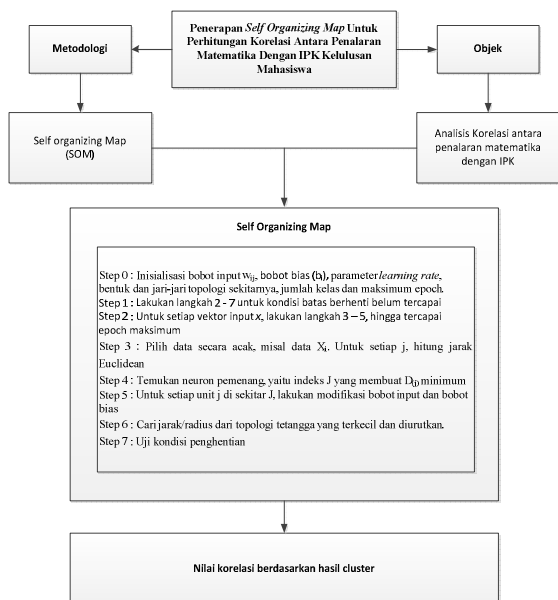 Penerapan Self Organizing Map Untuk
Perhitungan Korelasi Antara Penalaran
Matematika Dengan IPK Kelulusan
Mahasiswa
Metodologi
Objek
Self organizing Map
(SOM)
Analisis Korelasi antara
penalaran matematika
dengan IPK
Self Organizing Map
Step 0 : Inisialisasi bobot input wij, bobot bias (bi), parameter learning rate,
bentuk dan jari-jari topologi sekitarnya, jumlah kelas dan maksimum epoch.
Step 1 : Lakukan langkah 2 - 7 untuk kondisi batas berhenti belum tercapai
Step 2 : Untuk setiap vektor input x, lakukan langkah 3 – 5, hingga tercapai
epoch maksimum
Step 3 : Pilih data secara acak, misal data Xi. Untuk setiap j, hitung jarak
Euclidean
Step 4 : Temukan neuron pemenang, yaitu indeks J yang membuat D(j) minimum
Step 5 : Untuk setiap unit j di sekitar J, lakukan modifikasi bobot input dan bobot
bias
Step 6 : Cari jarak/radius dari topologi tetangga yang terkecil dan diurutkan.
Step 7 : Uji kondisi penghentian
Nilai korelasi berdasarkan hasil cluster